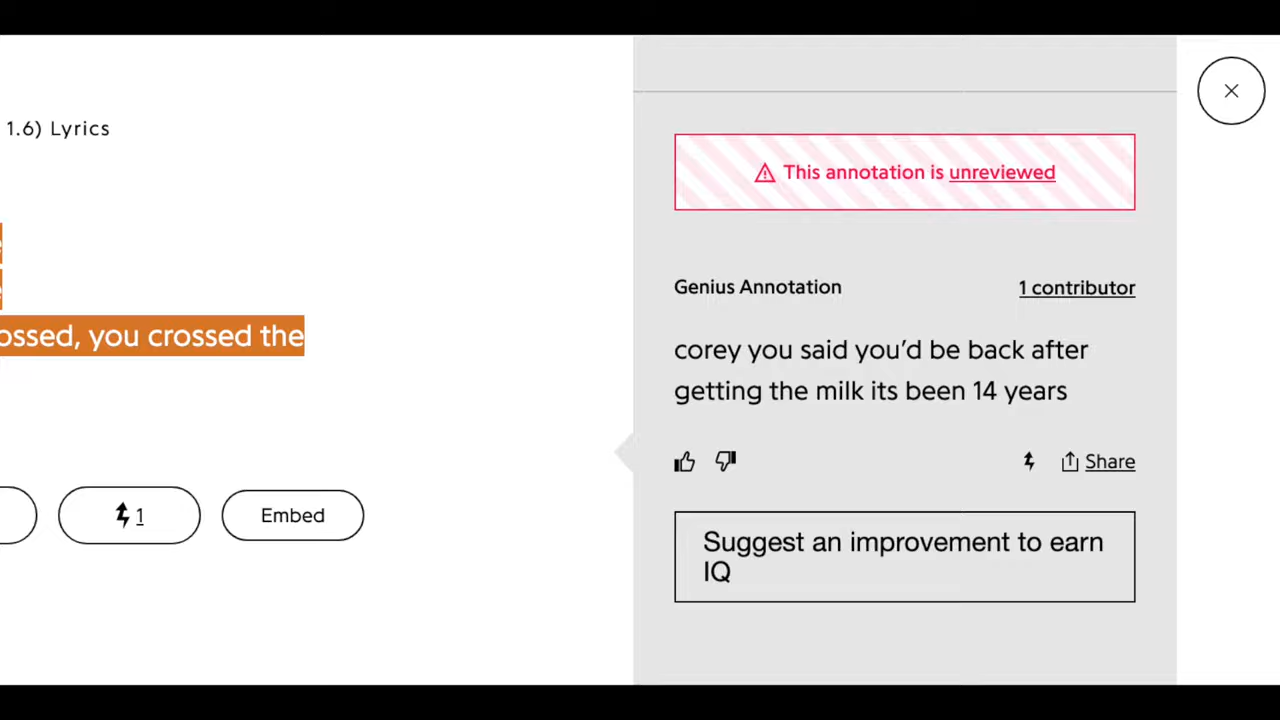 1.6) Lyrics
ossed, you crossed the
1
Embed
This annotation is unreviewed
Genius Annotation
1 contributor
corey you said you’d be back after
getting the milk its been 14 years
Share
Suggest an improvement to earn
IQ